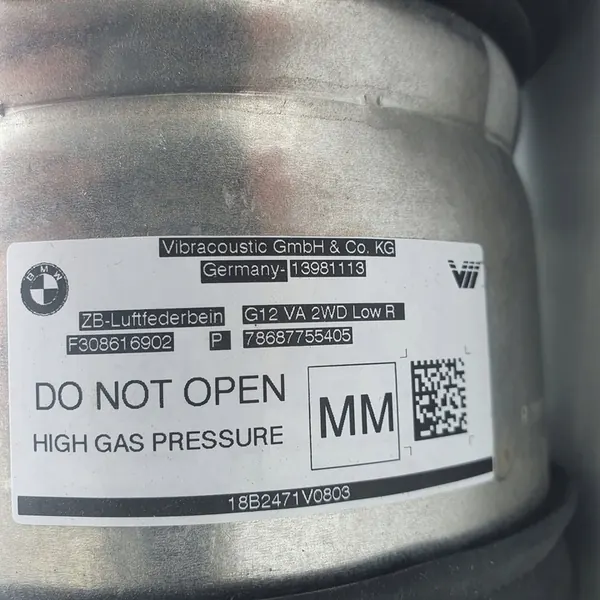 Vibracoustic GmbH & Co. KG
Germany- 13981113
BMW
ZB-Luftfederbein G12 VA 2WD Low R
F308616902 P 78687755405
DO NOT OPEN
HIGH GAS PRESSURE
MM
18B2471V0803